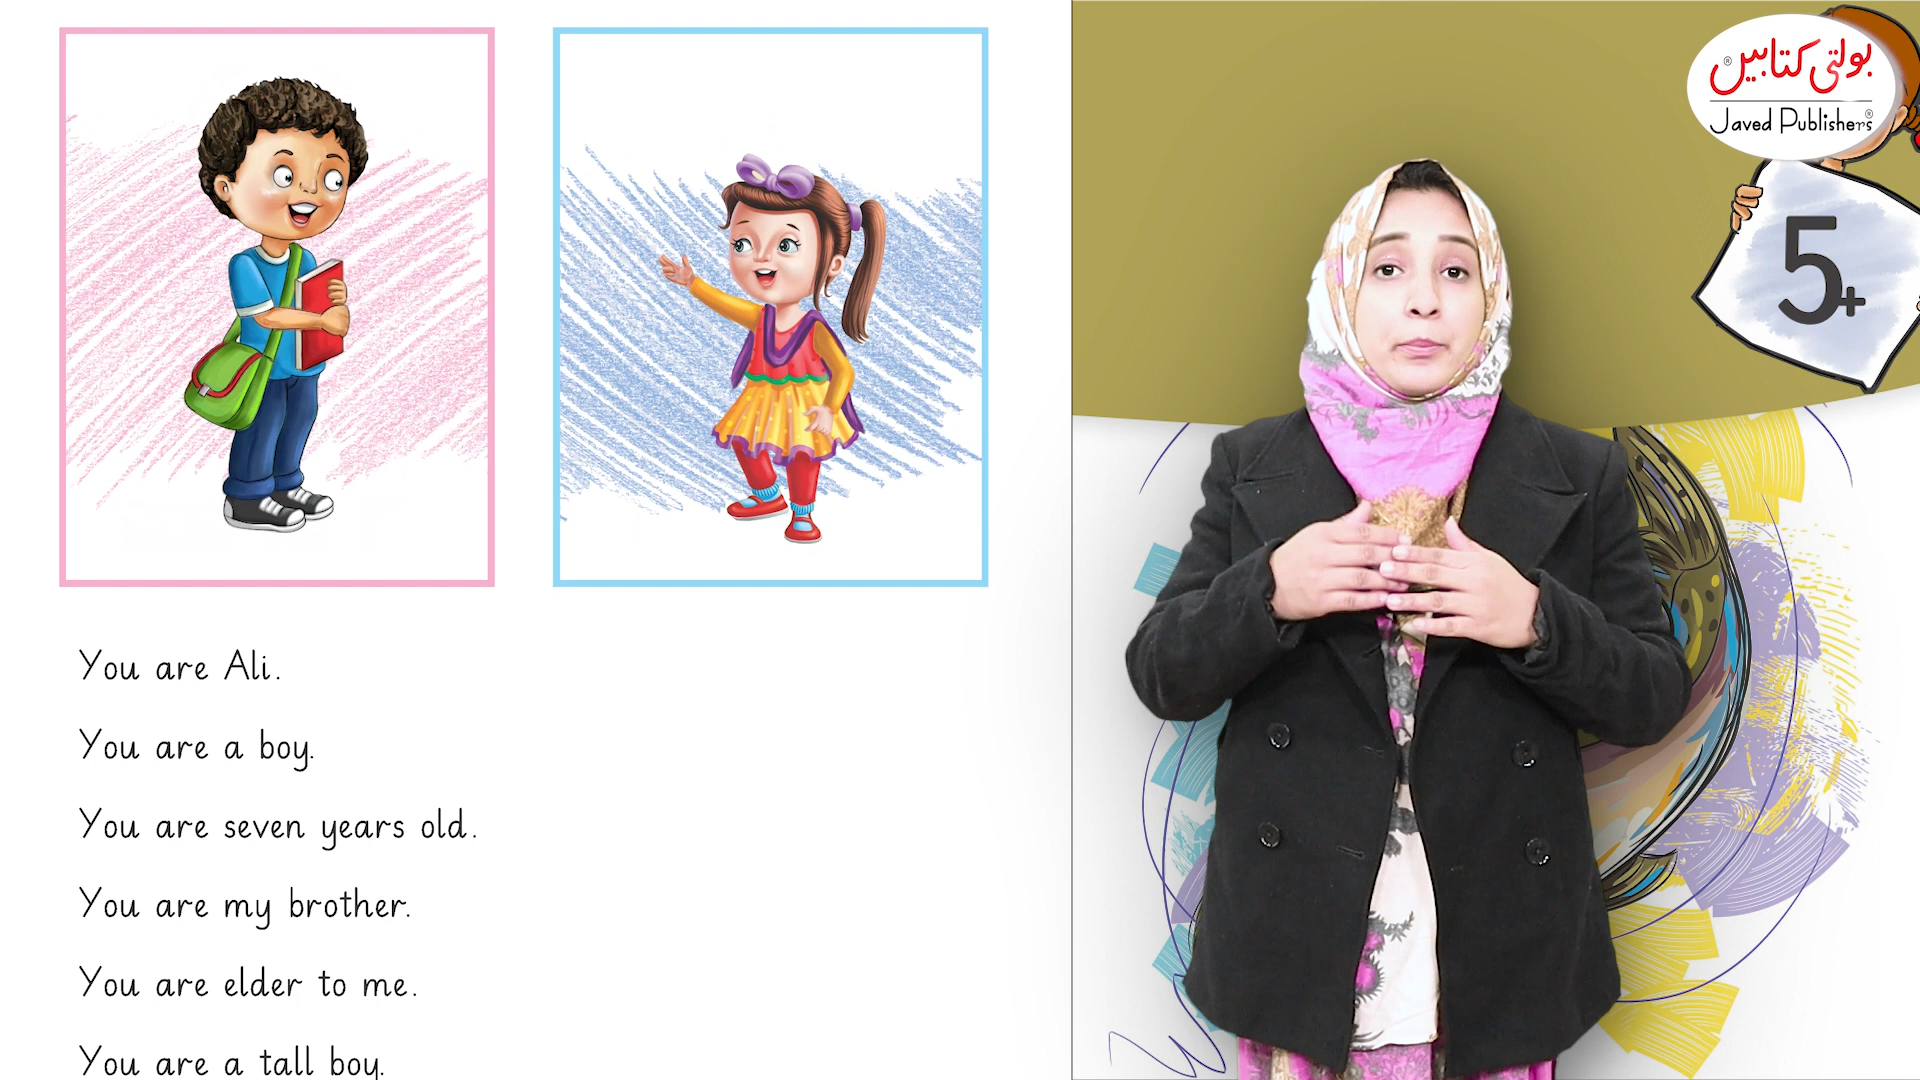 You are Ali.
You are a boy.
You are seven years old.
You are my brother.
You are elder to me.
You are a tall boy.
بولتی کتابیں®
Javed Publishers®
5+